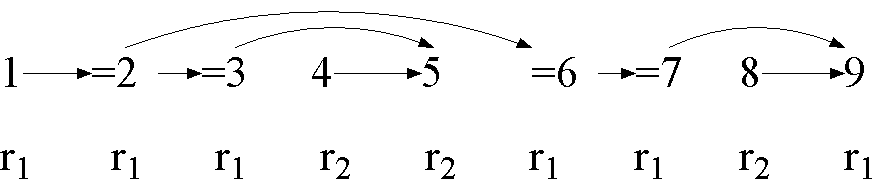 1 =2 =3 4 5 =6 =7 8 9
r₁ r₁ r₁ r₂ r₂ r₁ r₁ r₂ r₁